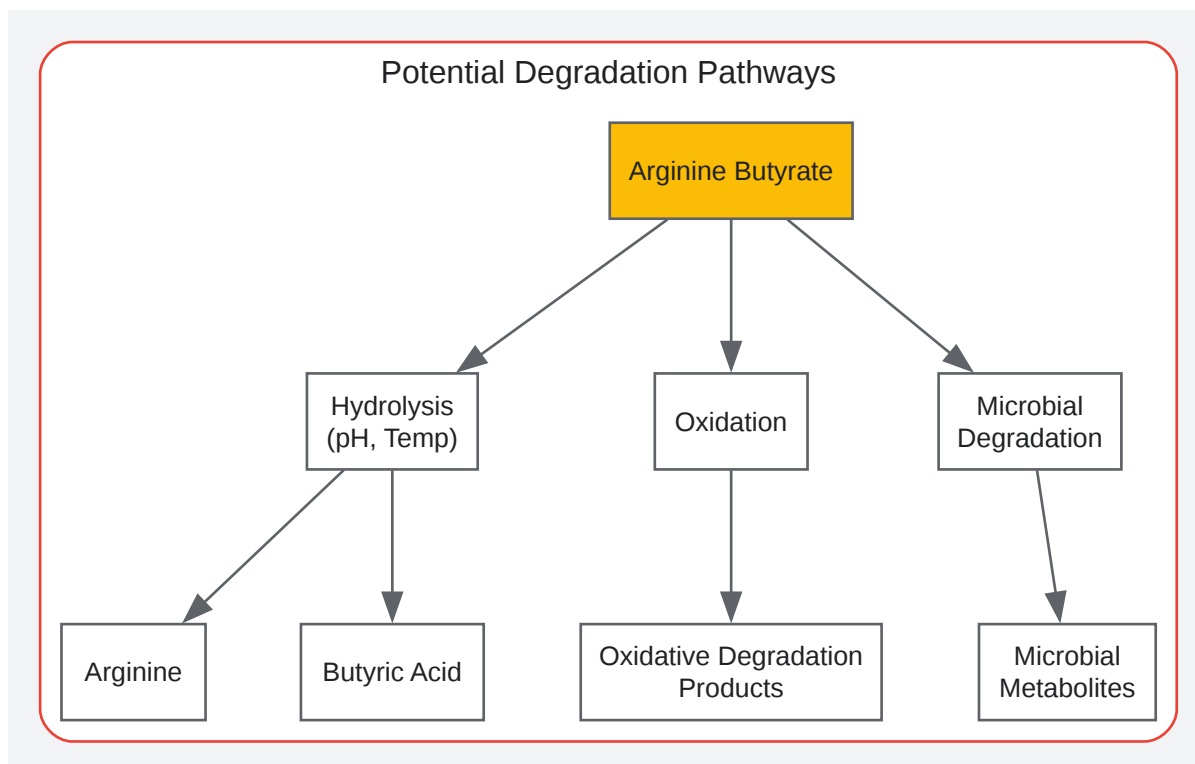 Potential Degradation Pathways
Arginine Butyrate
Hydrolysis
(pH, Temp)
Oxidation
Microbial
Degradation
Arginine
Butyric Acid
Oxidative Degradation
Products
Microbial
Metabolites